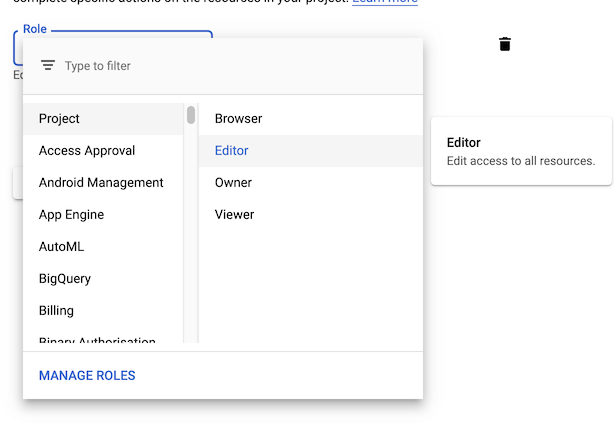 complete specific actions on the resources in your project. Learn more
Role
Type to filter
Project
Access Approval
Android Management
App Engine
AutoML
BigQuery
Billing
Binary Authorisation
Browser
Editor
Owner
Viewer
MANAGE ROLES
Editor
Edit access to all resources.